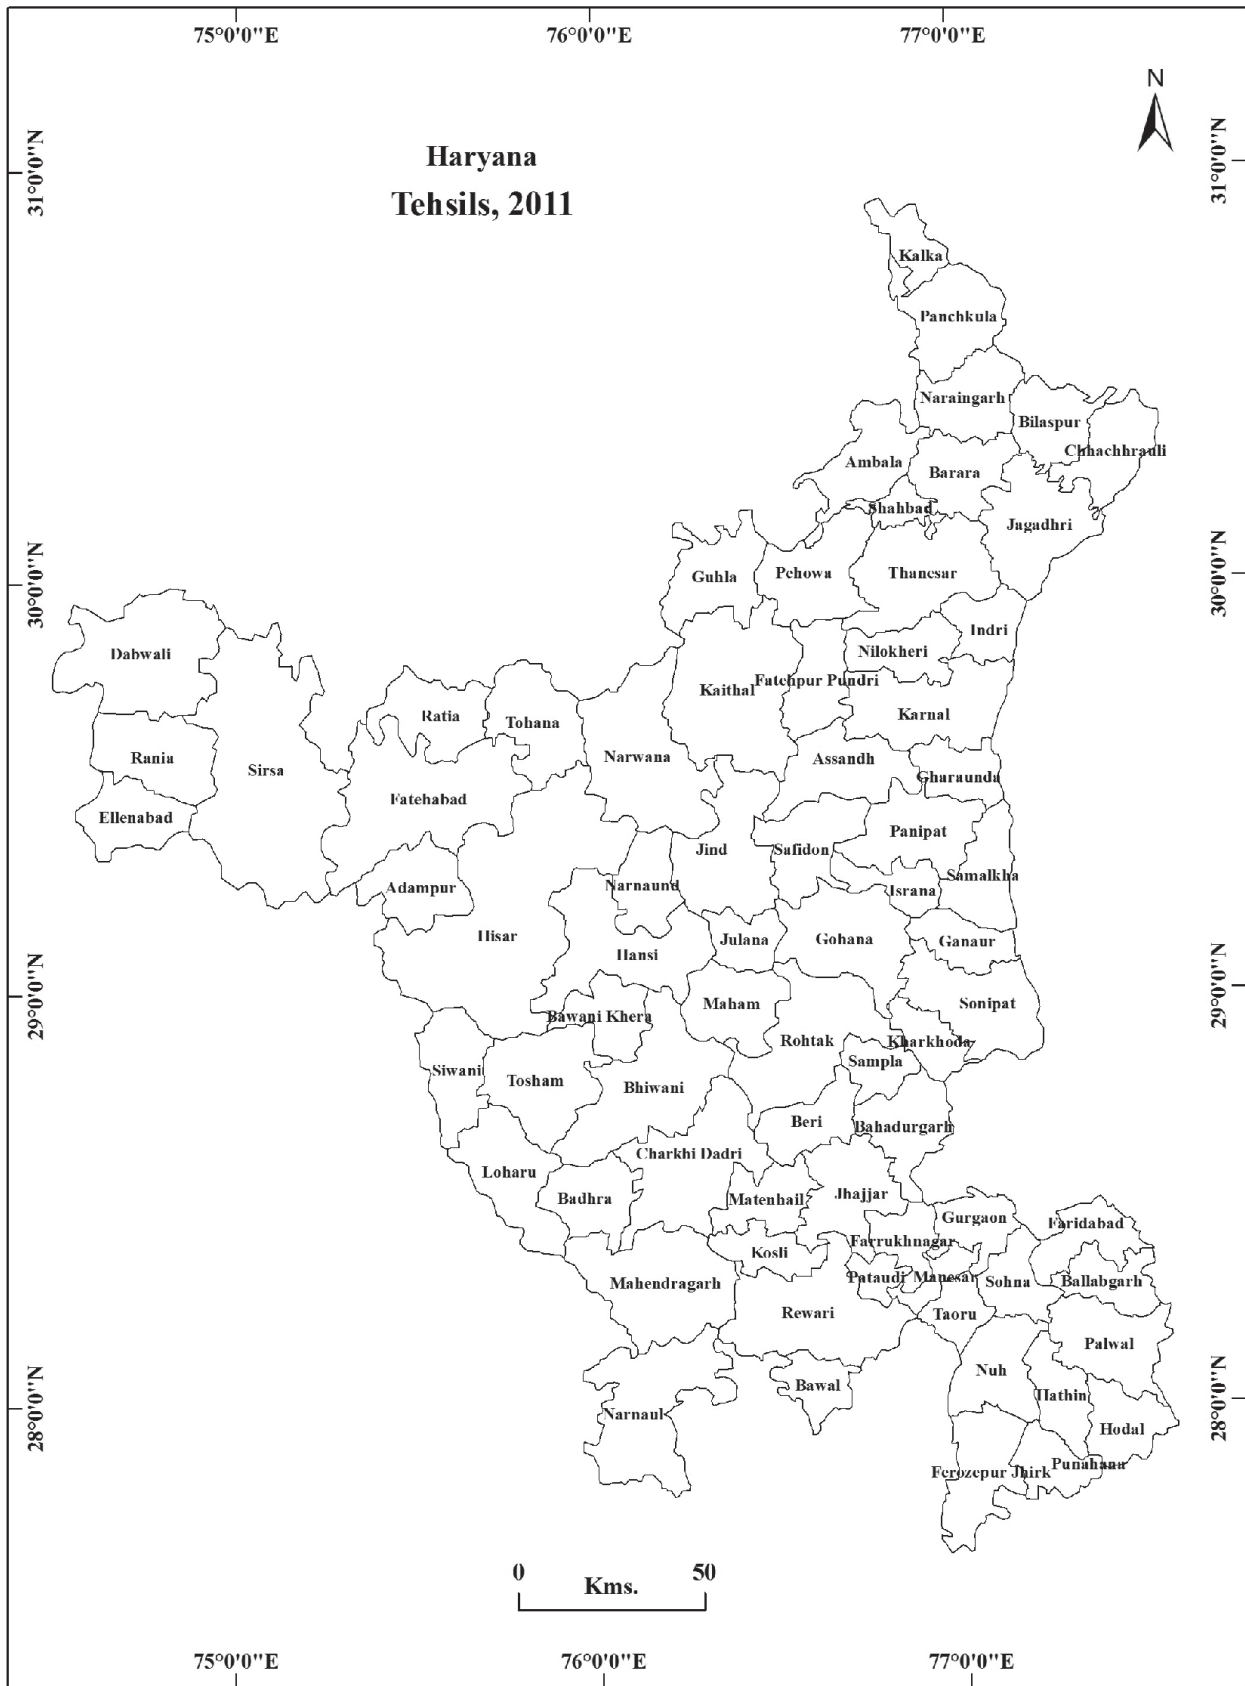 75°0'0"E
76°0'0"E
77°0'0"E
N
31°0'0"N
31°0'0"N
Haryana
Tehsils, 2011
Kalka
Panchkula
Naraingarh
Bilaspur
Chhachhrauli
Ambala
Barara
Shahbad
Jagadhri
Guhla
Pehowa
Thanesar
30°0'0"N
30°0'0"N
Indri
Dabwali
Nilokheri
Kaithal
Fatehpur Pundri
Ratia
Tohana
Karnal
Rania
Sirsa
Narwana
Assandh
Gharaunda
Fatehabad
Ellenabad
Panipat
Jind
Safidon
Adampur
Narnaund
Israna
Samalkha
Hisar
Hansi
Julana
Gohana
Ganaur
29°0'0"N
29°0'0"N
Bawani Khera
Maham
Sonipat
Rohtak
Kharkhoda
Sampla
Siwani
Tosham
Bhiwani
Beri
Bahadurgarh
Charkhi Dadri
Loharu
Badhra
Matenhail
Jhajjar
Gurgaon
Faridabad
Farrukhnagar
Kosli
Mahendragarh
Pataudi
Manesar
Sohna
Ballabgarh
Rewari
Taoru
Palwal
Nuh
Bawal
Hathin
28°0'0"N
28°0'0"N
Narnaul
Hodal
Punahana
Ferozepur Jhirk
0
50
Kms.
75°0'0"E
76°0'0"E
77°0'0"E